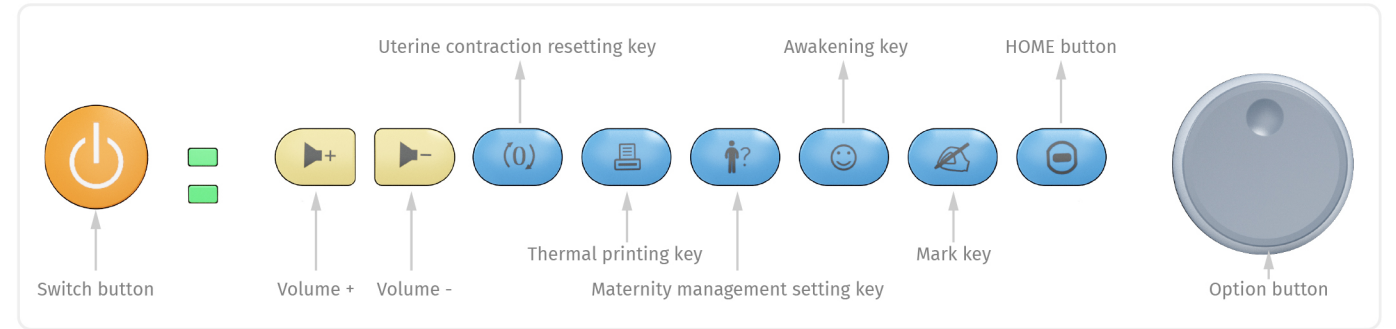 Uterine contraction resetting key
Awakening key
HOME button
+
-
(0)
?
Thermal printing key
Mark key
Switch button
Volume +
Volume -
Maternity management setting key
Option button